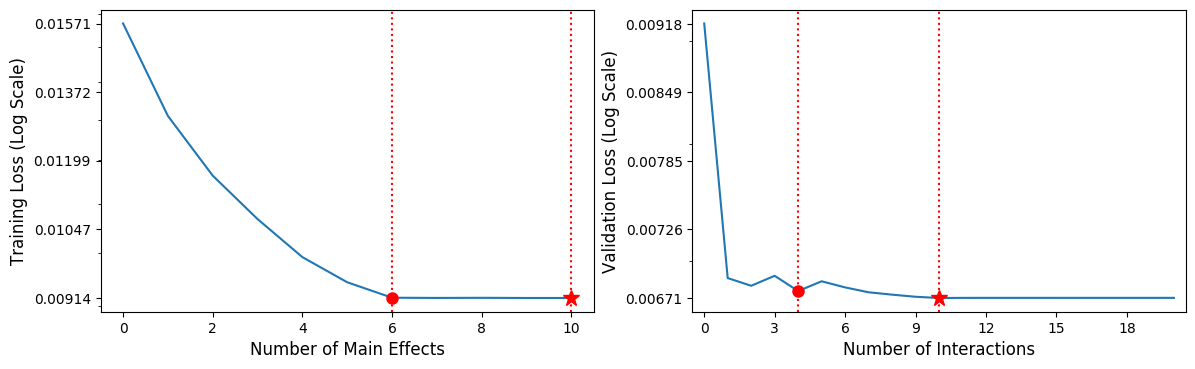 0.01571
0.01372
0.01199
0.01047
0.00914
Training Loss (Log Scale)
0 2 4 6 8 10
Number of Main Effects
0.00918
0.00849
0.00785
0.00726
0.00671
Validation Loss (Log Scale)
0 3 6 9 12 15 18
Number of Interactions